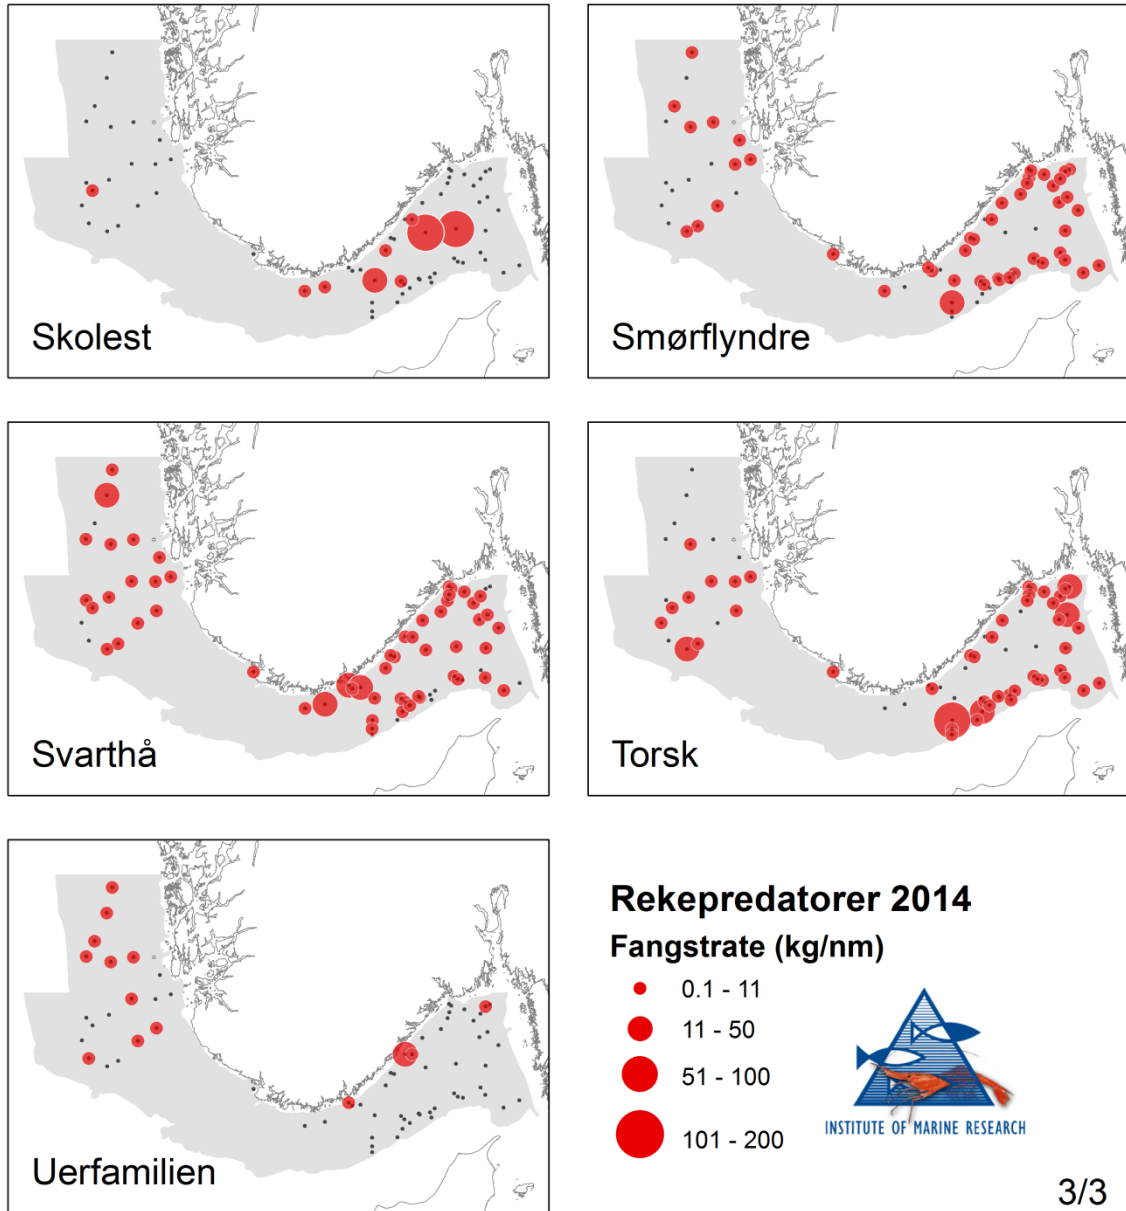 Skolest
Smørflyndre
Svarthå
Torsk
Uerfamilien
Rekepredatorer 2014
Fangstrate (kg/nm)
0.1 - 11
11 - 50
51 - 100
101 - 200
INSTITUTE OF MARINE RESEARCH
3/3